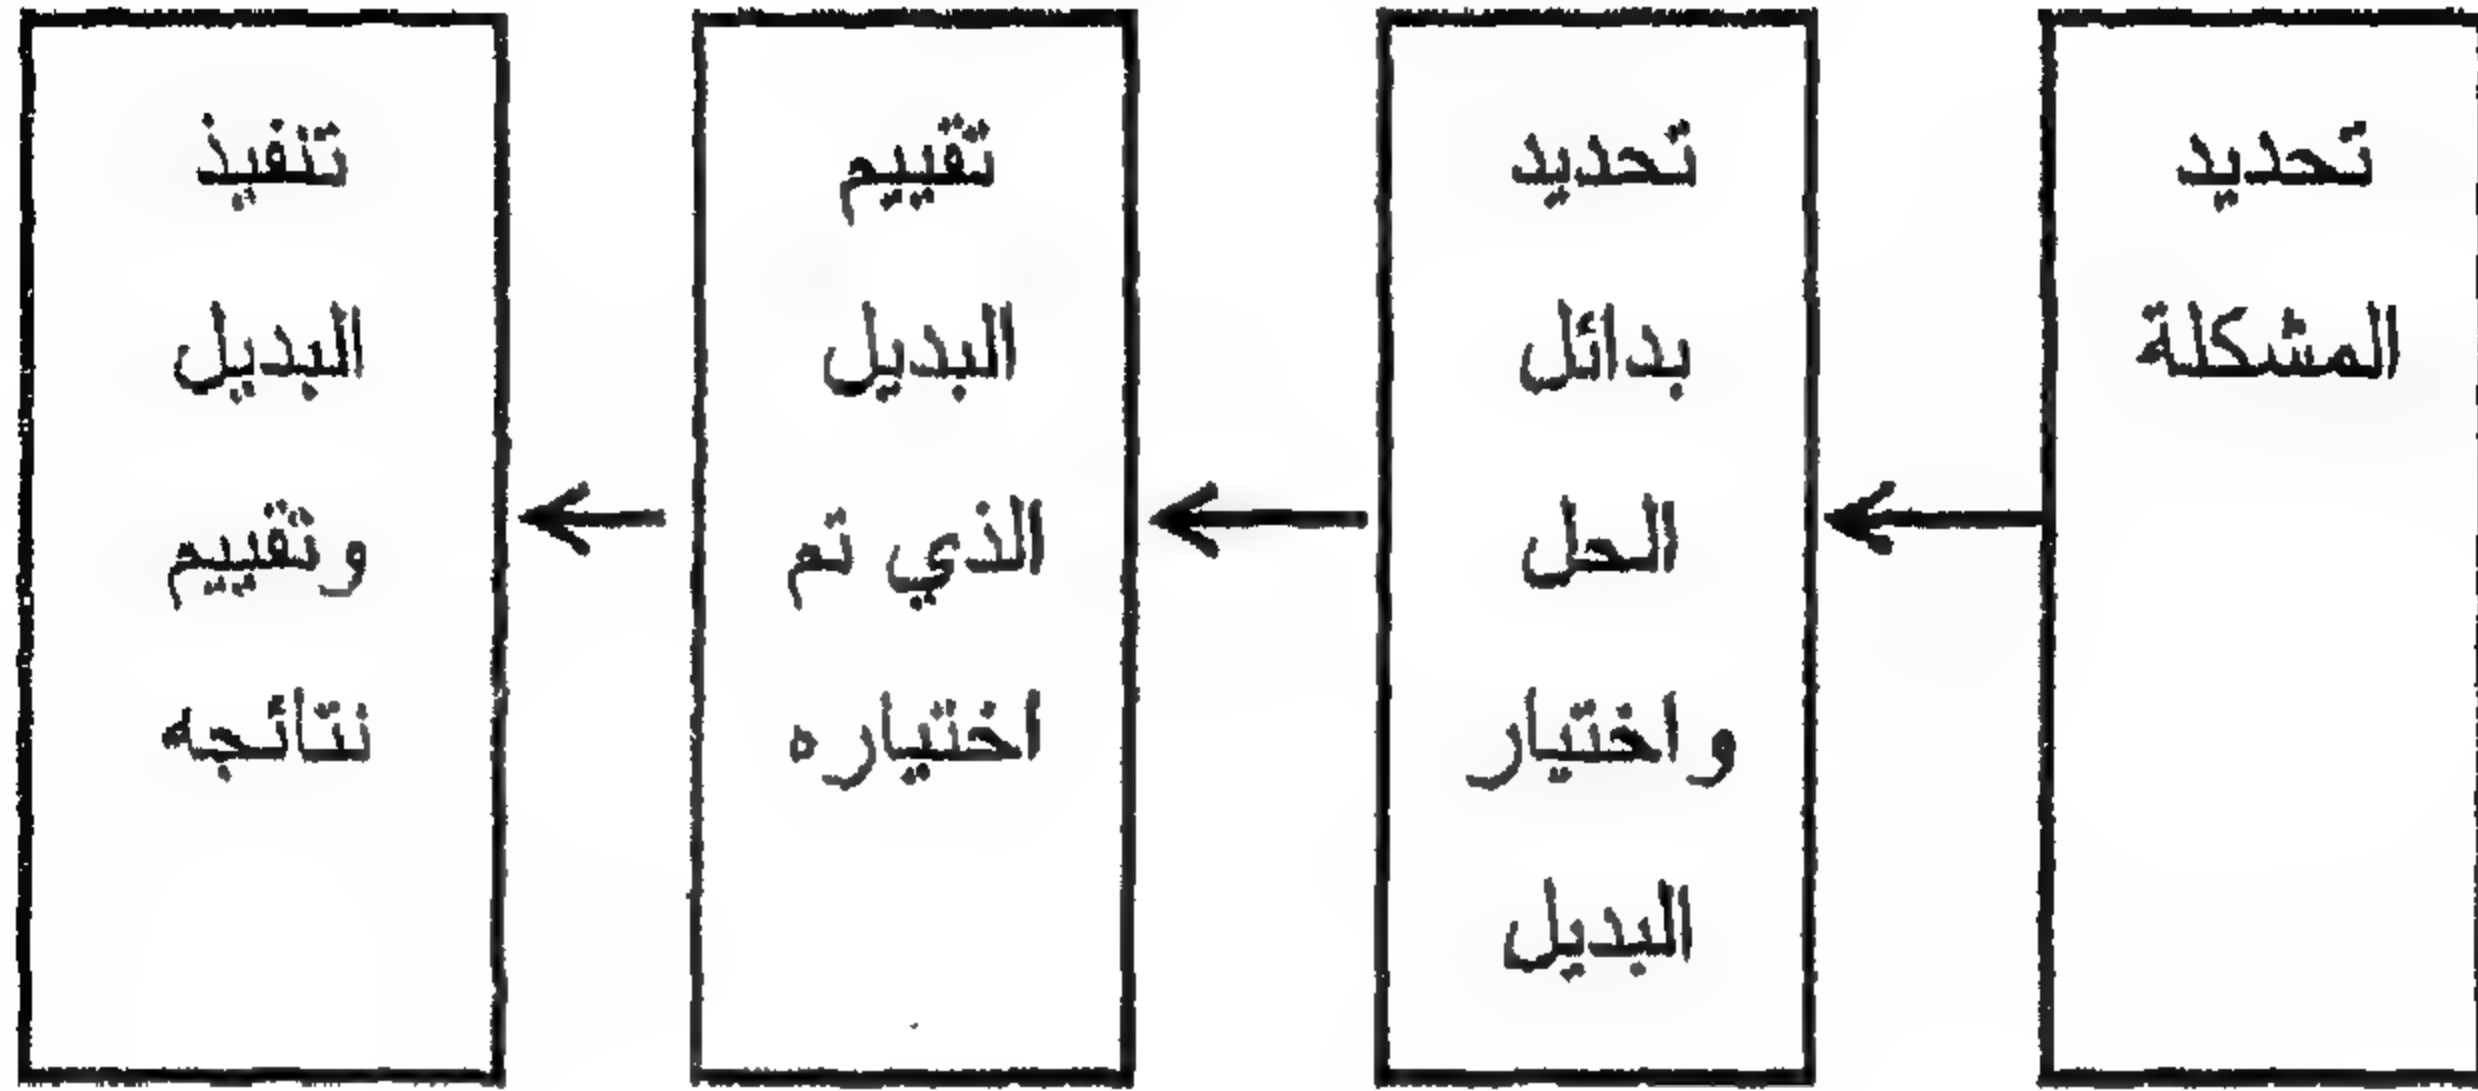 تحديد
المشكلة
تحديد
بدائل
الحل
واختيار
البديل
تقييم
البديل
الذي تم
اختياره
تنفيذ
البديل
وتقييم
نتائجه